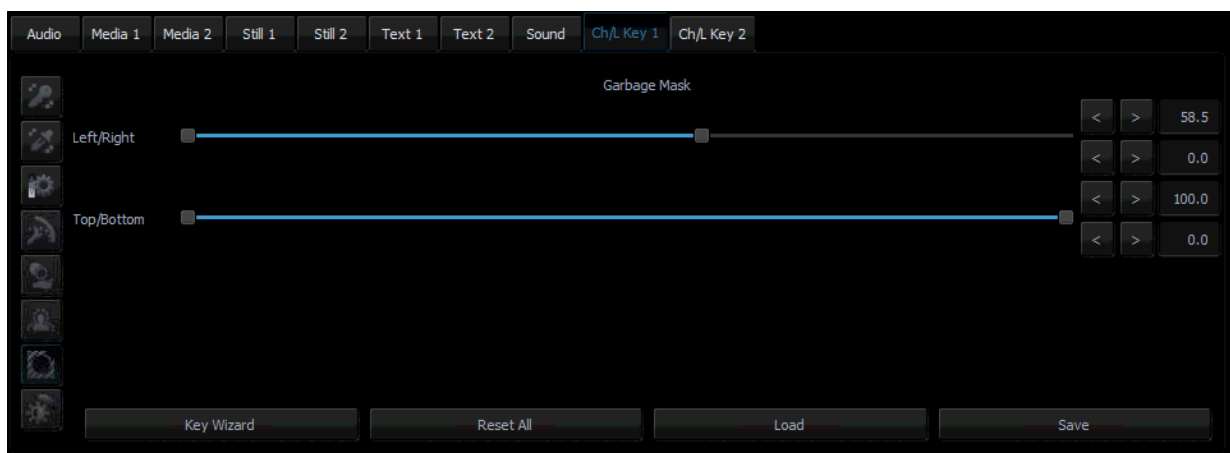 Audio Media 1 Media 2 Still 1 Still 2 Text 1 Text 2 Sound Ch/L Key 1 Ch/L Key 2
Garbage Mask
< > 58.5
Left/Right
< > 0.0
< > 100.0
Top/Bottom
< > 0.0
Key Wizard Reset All Load Save